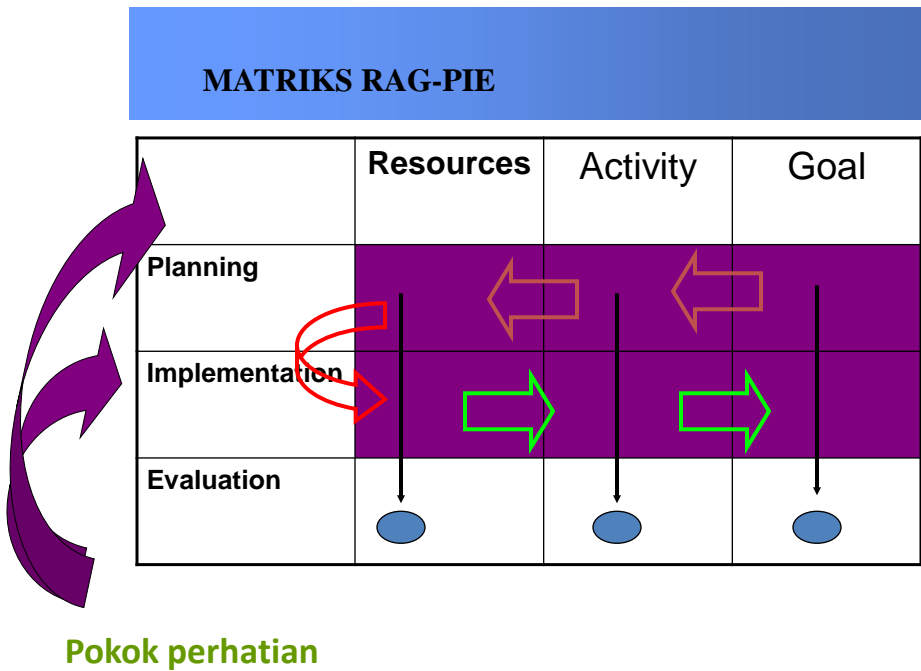 MATRIKS RAG-PIE
Resources Activity Goal
Planning
Implementation
Evaluation
Pokok perhatian